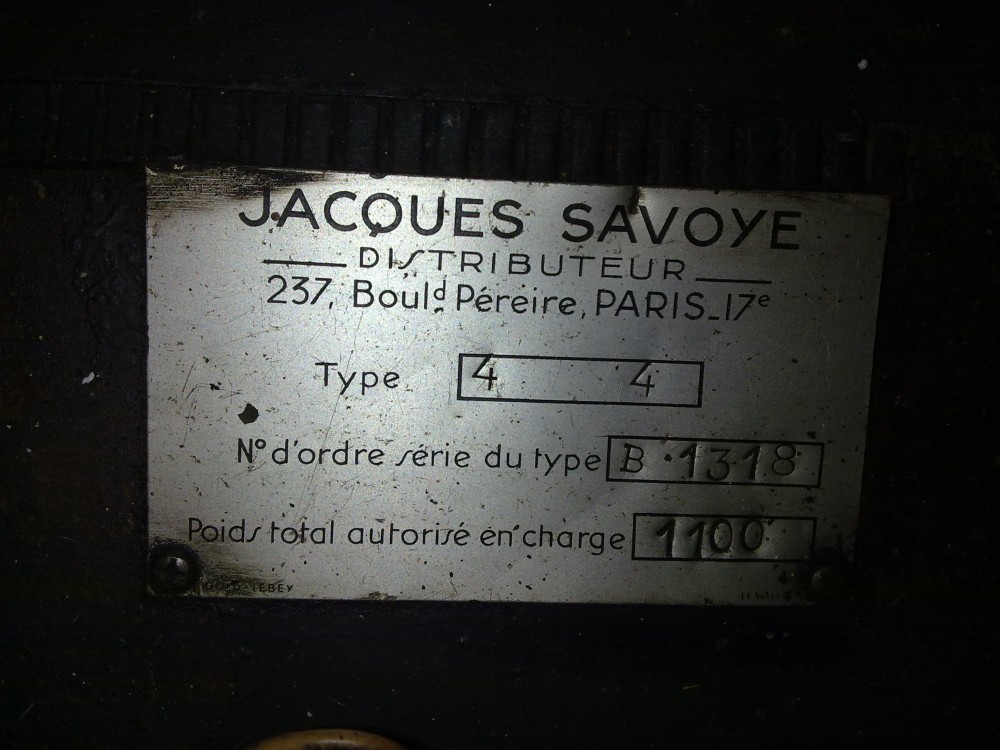 JACQUES SAVOYE
DISTRIBUTEUR
237, Bould Péreire, PARIS_17e
Type 4 4
N° d'ordre série du type B 1318
Poids total autorisé en charge 1100
LEBEY